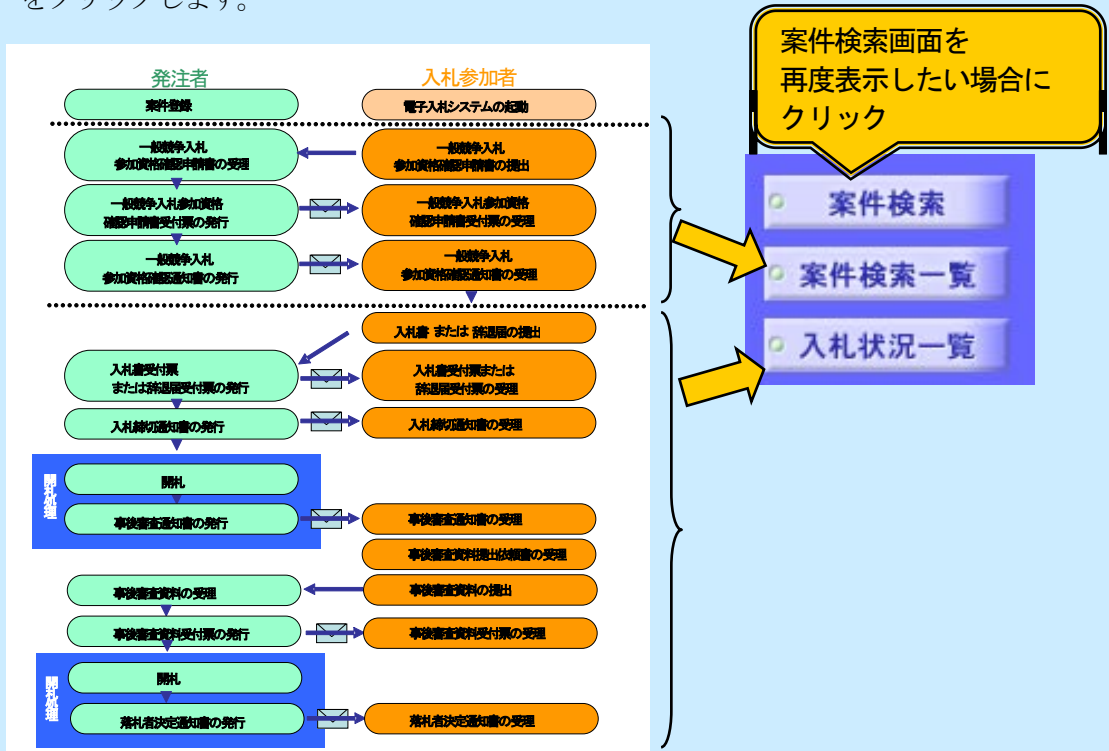 をクリックします。
案件検索画面を
再度表示したい場合に
クリック
発注者
入札参加者
案件登録
電子入札システムの起動
一般競争入札
参加資格確認申請書の受理
一般競争入札
参加資格確認申請書の提出
一般競争入札参加資格
確認申請書受付票の発行
一般競争入札参加資格
確認申請書受付票の受理
一般競争入札
参加資格確認通知書の発行
一般競争入札
参加資格確認通知書の受理
案件検索
案件検索一覧
入札状況一覧
入札書 または 辞退届の提出
入札書受付票
または辞退届受付票の発行
入札書受付票または
辞退届受付票の受理
入札締切通知書の発行
入札締切通知書の受理
開札処理
開札
事後審査通知書の発行
事後審査通知書の受理
事後審査資料提出依頼書の受理
事後審査資料の受理
事後審査資料の提出
事後審査資料受付票の発行
事後審査資料受付票の受理
開札処理
開札
落札者決定通知書の発行
落札者決定通知書の受理